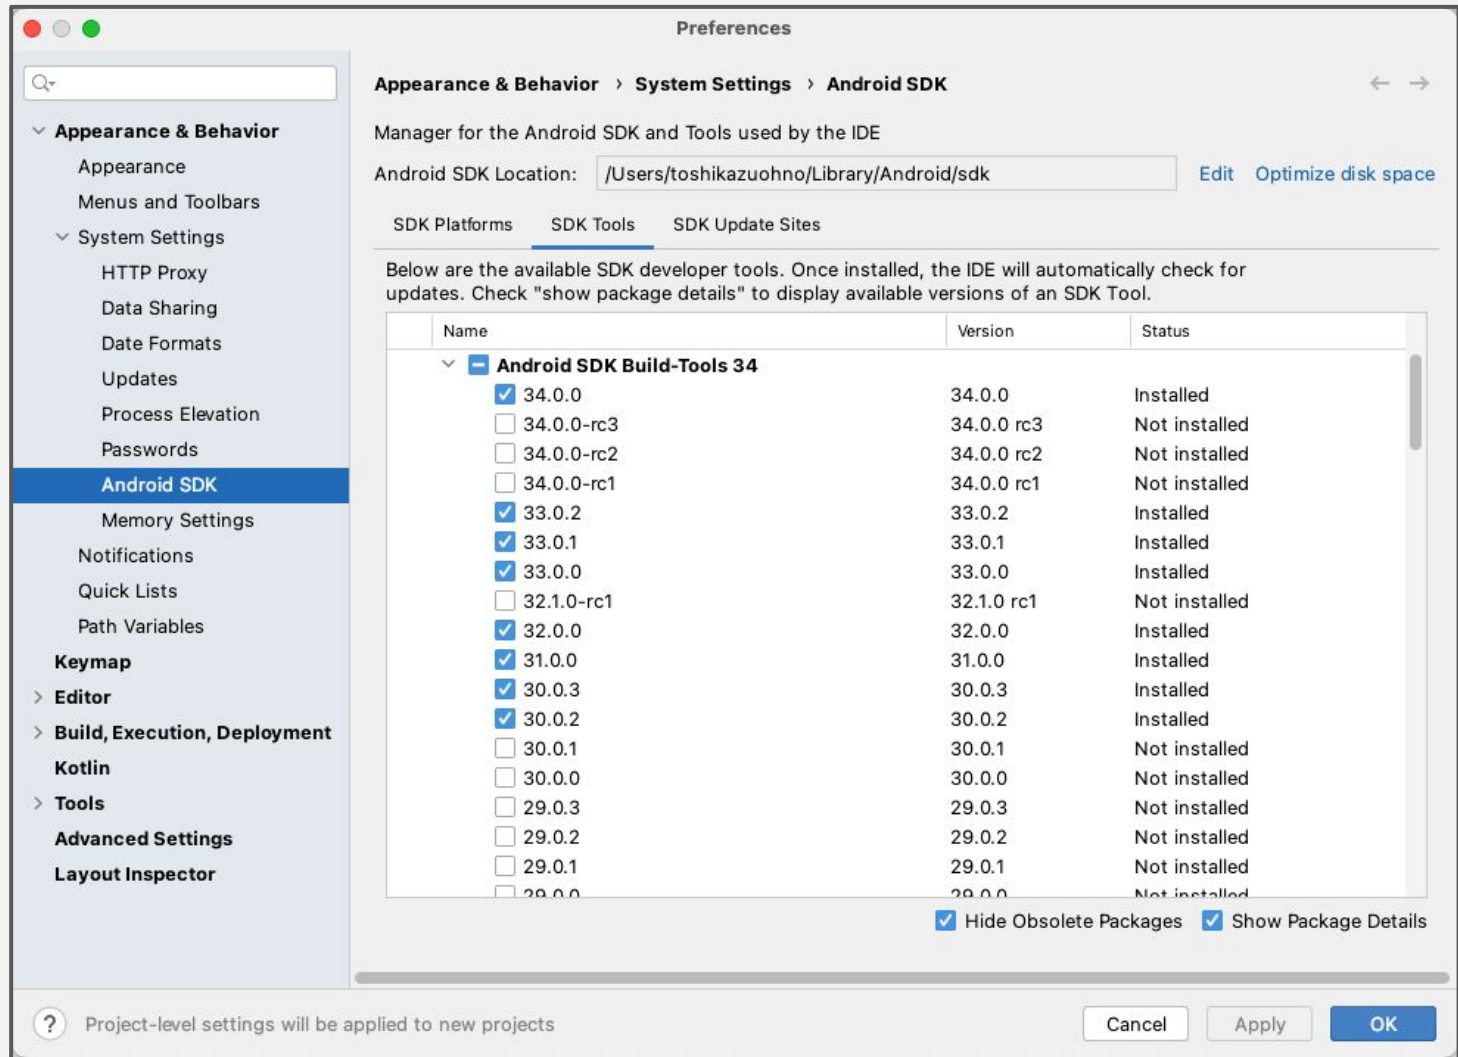 Preferences
Appearance & Behavior
Appearance
Menus and Toolbars
System Settings
HTTP Proxy
Data Sharing
Date Formats
Updates
Process Elevation
Passwords
Android SDK
Memory Settings
Notifications
Quick Lists
Path Variables
Keymap
Editor
Build, Execution, Deployment
Kotlin
Tools
Advanced Settings
Layout Inspector
Appearance & Behavior › System Settings › Android SDK
Manager for the Android SDK and Tools used by the IDE
Android SDK Location: /Users/toshikazuohno/Library/Android/sdk Edit Optimize disk space
SDK Platforms SDK Tools SDK Update Sites
Below are the available SDK developer tools. Once installed, the IDE will automatically check for
updates. Check "show package details" to display available versions of an SDK Tool.
Name Version Status
Android SDK Build-Tools 34
34.0.0 34.0.0 Installed
34.0.0-rc3 34.0.0 rc3 Not installed
34.0.0-rc2 34.0.0 rc2 Not installed
34.0.0-rc1 34.0.0 rc1 Not installed
33.0.2 33.0.2 Installed
33.0.1 33.0.1 Installed
33.0.0 33.0.0 Installed
32.1.0-rc1 32.1.0 rc1 Not installed
32.0.0 32.0.0 Installed
31.0.0 31.0.0 Installed
30.0.3 30.0.3 Installed
30.0.2 30.0.2 Installed
30.0.1 30.0.1 Not installed
30.0.0 30.0.0 Not installed
29.0.3 29.0.3 Not installed
29.0.2 29.0.2 Not installed
29.0.1 29.0.1 Not installed
29.0.0 29.0.0 Not installed
Hide Obsolete Packages Show Package Details
? Project-level settings will be applied to new projects
Cancel Apply OK